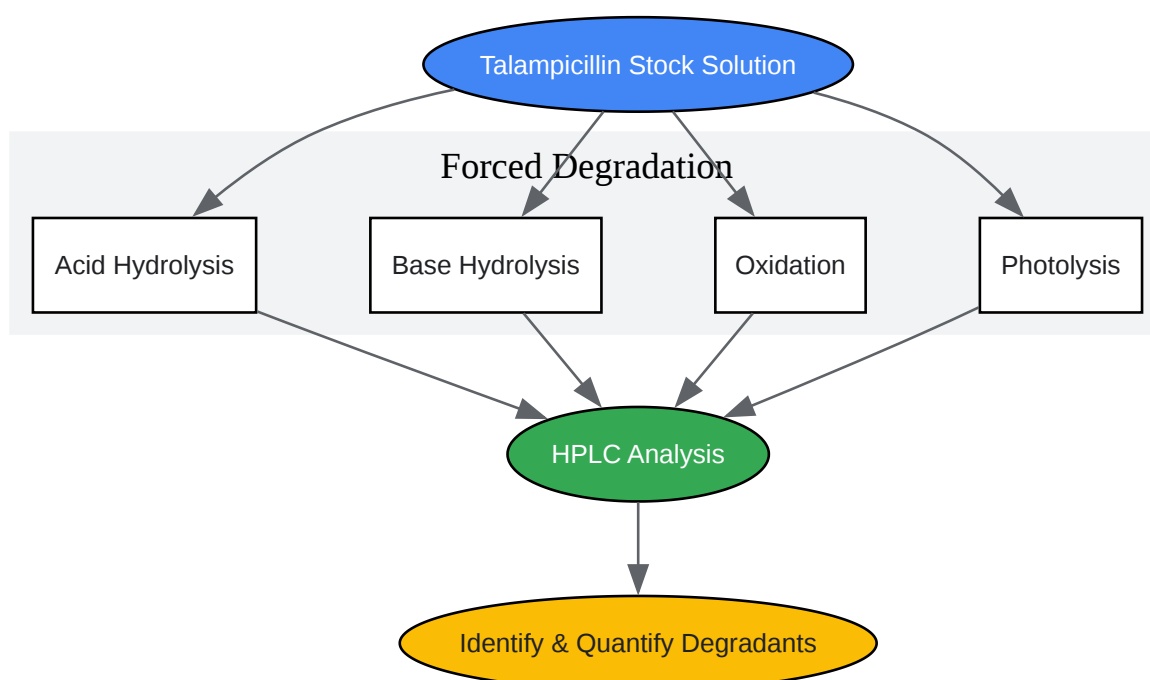 Talampicillin Stock Solution
Forced Degradation
Acid Hydrolysis
Base Hydrolysis
Oxidation
Photolysis
HPLC Analysis
Identify & Quantify Degradants